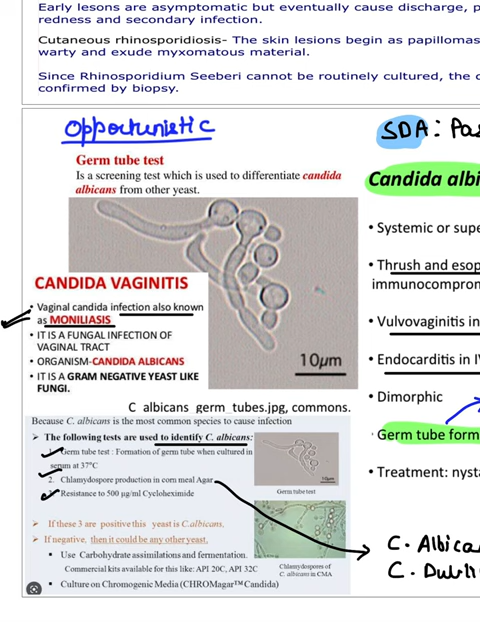 Early lesons are asymptomatic but eventually cause discharge, p
redness and secondary infection.
Cutaneous rhinosporidiosis- The skin lesions begin as papillomas
warty and exude myxomatous material.
Since Rhinosporidium Seeberi cannot be routinely cultured, the d
confirmed by biopsy.
Opportunistic
Germ tube test
Is a screening test which is used to differentiate candida
albicans from other yeast.
CANDIDA VAGINITIS
• Vaginal candida infection also known
as MONILIASIS
• IT IS A FUNGAL INFECTION OF
VAGINAL TRACT
• ORGANISM-CANDIDA ALBICANS
• IT IS A GRAM NEGATIVE YEAST LIKE
FUNGI.
10μm
C albicans germ_tubes.jpg, commons.
Because C. albicans is the most common species to cause infection
➤ The following tests are used to identify C. albicans:
1. Germ tube test : Formation of germ tube when cultured in
serum at 37°C
2. Chlamydospore production in corn meal Agar
3. Resistance to 500 μg/ml Cycloheximide
➤ If these 3 are positive this yeast is C.albicans.
➤ If negative, then it could be any other yeast.
▪ Use Carbohydrate assimilations and fermentation.
Commercial kits available for this like: API 20C, API 32C
▪ Culture on Chromogenic Media (CHROMagar™ Candida)
Germ tube test
Chlamydospores of
C. albicans in CMA
SDA: Pas
Candida albi
• Systemic or supe
• Thrush and esop
immunocompron
• Vulvovaginitis in
• Endocarditis in I
• Dimorphic
Germ tube form
• Treatment: nysta
C. Albica
C. Dubli